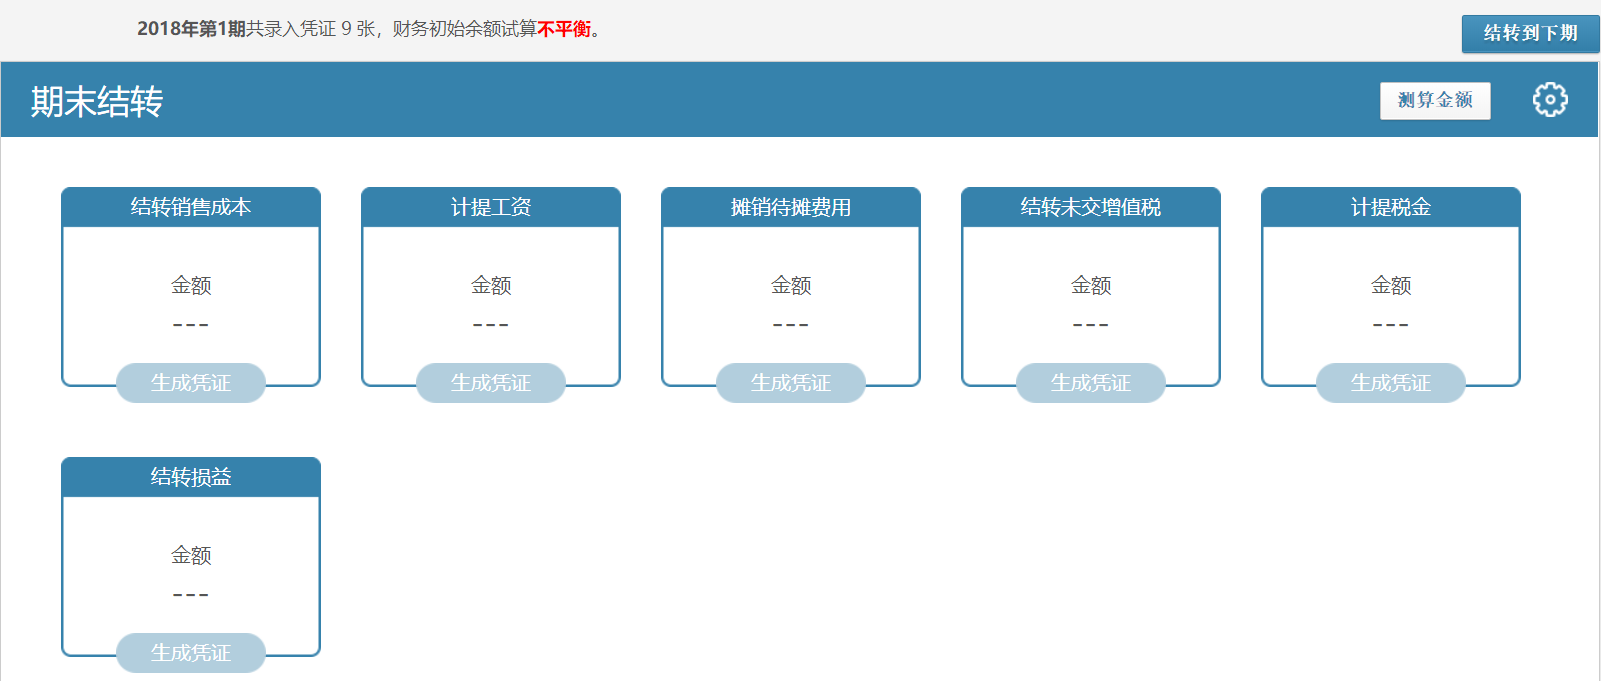 2018年第1期共录入凭证 9 张，财务初始余额试算不平衡。
结转到下期
期末结转
测算金额
结转销售成本
金额
---
生成凭证
计提工资
金额
---
生成凭证
摊销待摊费用
金额
---
生成凭证
结转未交增值税
金额
---
生成凭证
计提税金
金额
---
生成凭证
结转损益
金额
---
生成凭证